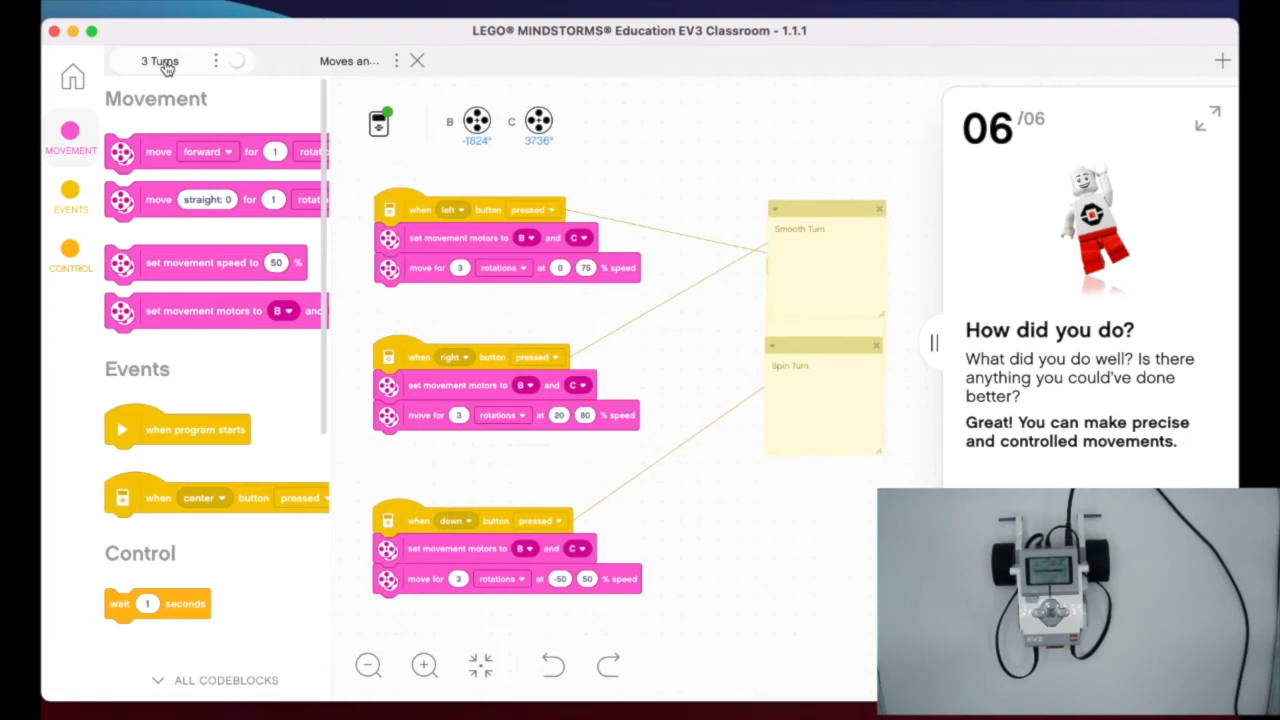 LEGO® MINDSTORMS® Education EV3 Classroom - 1.1.1
3 Turns
Moves an...
MOVEMENT
EVENTS
CONTROL
Movement
move forward for 1
move straight: 0 for 1
set movement speed to 50 %
set movement motors to B
Events
when program starts
when center button pressed
Control
wait 1 seconds
ALL CODEBLOCKS
B C
-1824° 3736°
when left button pressed
set movement motors to B and C
move for 3 rotations at 0 75 % speed
when right button pressed
set movement motors to B and C
move for 3 rotations at 20 80 % speed
when down button pressed
set movement motors to B and C
move for 3 rotations at -50 50 % speed
Smooth Turn
Spin Turn
06 /06
How did you do?
What did you do well? Is there
anything you could've done
better?
Great! You can make precise
and controlled movements.
EV3